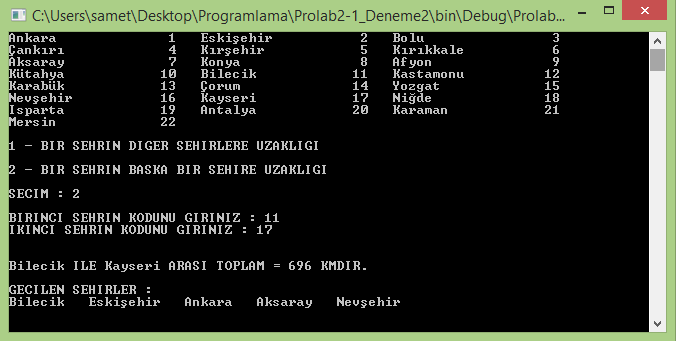 C:\Users\samet\Desktop\Programlama\Prolab2-1_Deneme2\bin\Debug\Prolab...
Ankara 1 Eskişehir 2 Bolu 3
Çankırı 4 Kırşehir 5 Kırıkkale 6
Aksaray 7 Konya 8 Afyon 9
Kütahya 10 Bilecik 11 Kastamonu 12
Karabük 13 Çorum 14 Yozgat 15
Nevşehir 16 Kayseri 17 Niğde 18
Isparta 19 Antalya 20 Karaman 21
Mersin 22
1 - BIR SEHRIN DIGER SEHIRLERE UZAKLIGI
2 - BIR SEHRIN BASKA BIR SEHIRE UZAKLIGI
SECIM : 2
BIRINCI SEHRIN KODUNU GIRINIZ : 11
IKINCI SEHRIN KODUNU GIRINIZ : 17
Bilecik ILE Kayseri ARASI TOPLAM = 696 KMDIR.
GECILEN SEHIRLER :
Bilecik Eskişehir Ankara Aksaray Nevşehir